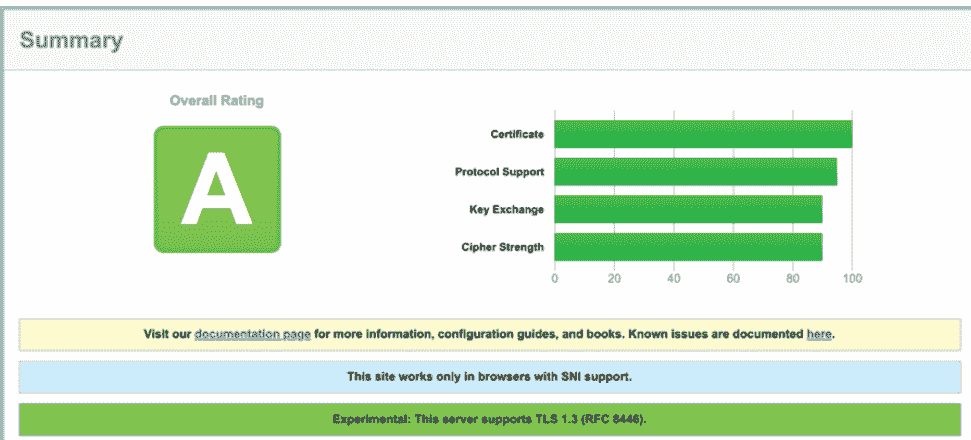 Summary
Overall Rating
A
Certificate
Protocol Support
Key Exchange
Cipher Strength
0 20 40 60 80 100
Visit our documentation page for more information, configuration guides, and books. Known issues are documented here.
This site works only in browsers with SNI support.
Experimental: This server supports TLS 1.3 (RFC 8446).